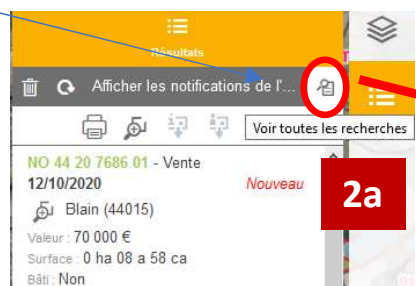 Résultats
Afficher les notifications de l'...
Voir toutes les recherches
NO 44 20 7686 01 - Vente
12/10/2020 Nouveau
Blain (44015)
Valeur : 70 000 €
Surface : 0 ha 08 a 58 ca
Bâti : Non
2a